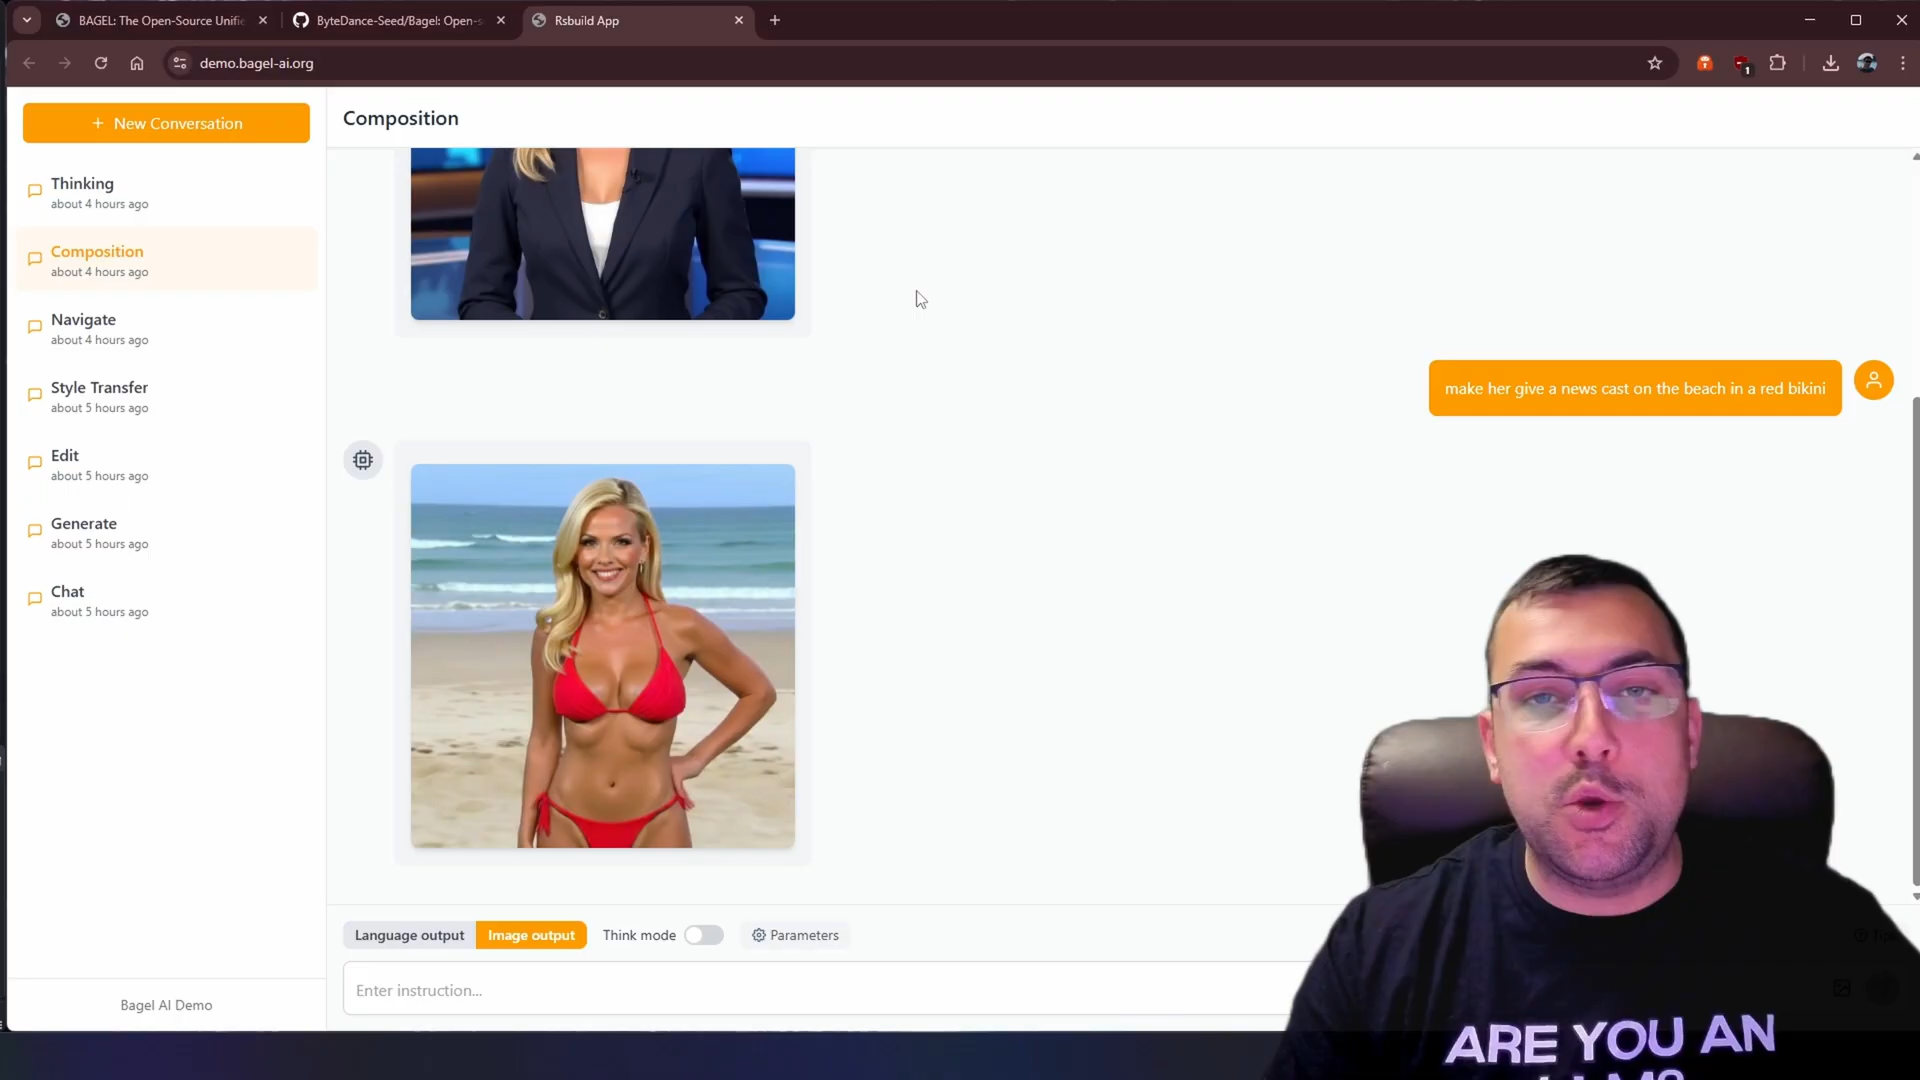 BAGEL: The Open-Source Unifie
ByteDance-Seed/Bagel: Open-s
Rsbuild App
demo.bagel-ai.org
1
+ New Conversation
Composition
Thinking
about 4 hours ago
Composition
about 4 hours ago
Navigate
about 4 hours ago
Style Transfer
about 5 hours ago
Edit
about 5 hours ago
Generate
about 5 hours ago
Chat
about 5 hours ago
make her give a news cast on the beach in a red bikini
Language output
Image output
Think mode
Parameters
Enter instruction...
Bagel AI Demo
ARE YOU AN